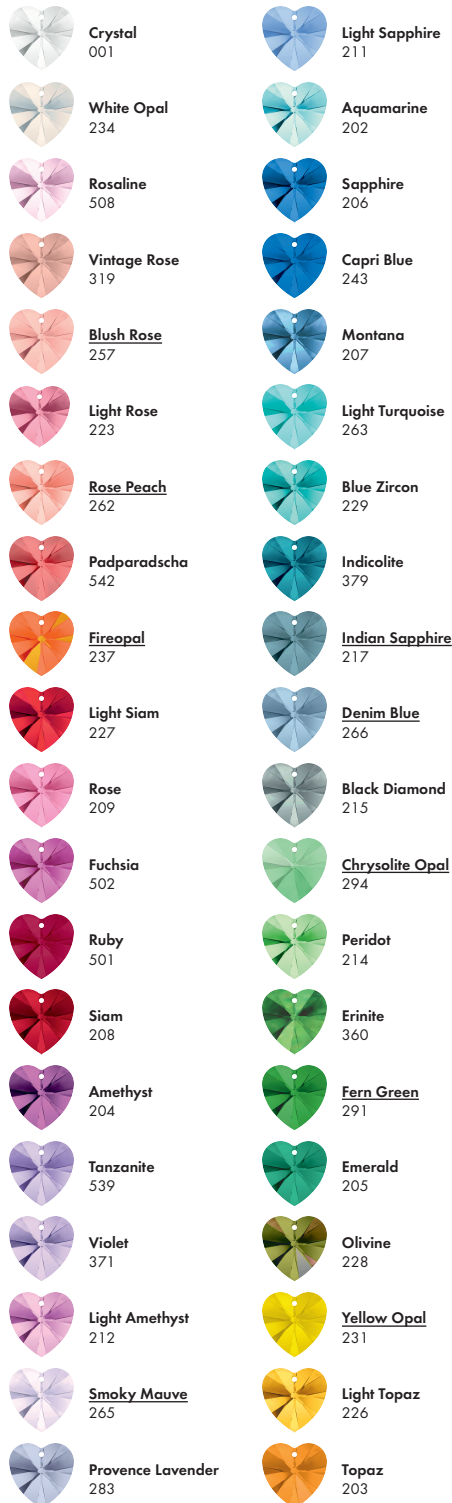 Crystal
001
White Opal
234
Rosaline
508
Vintage Rose
319
Blush Rose
257
Light Rose
223
Rose Peach
262
Padparadscha
542
Fireopal
237
Light Siam
227
Rose
209
Fuchsia
502
Ruby
501
Siam
208
Amethyst
204
Tanzanite
539
Violet
371
Light Amethyst
212
Smoky Mauve
265
Provence Lavender
283
Light Sapphire
211
Aquamarine
202
Sapphire
206
Capri Blue
243
Montana
207
Light Turquoise
263
Blue Zircon
229
Indicolite
379
Indian Sapphire
217
Denim Blue
266
Black Diamond
215
Chrysolite Opal
294
Peridot
214
Erinite
360
Fern Green
291
Emerald
205
Olivine
228
Yellow Opal
231
Light Topaz
226
Topaz
203